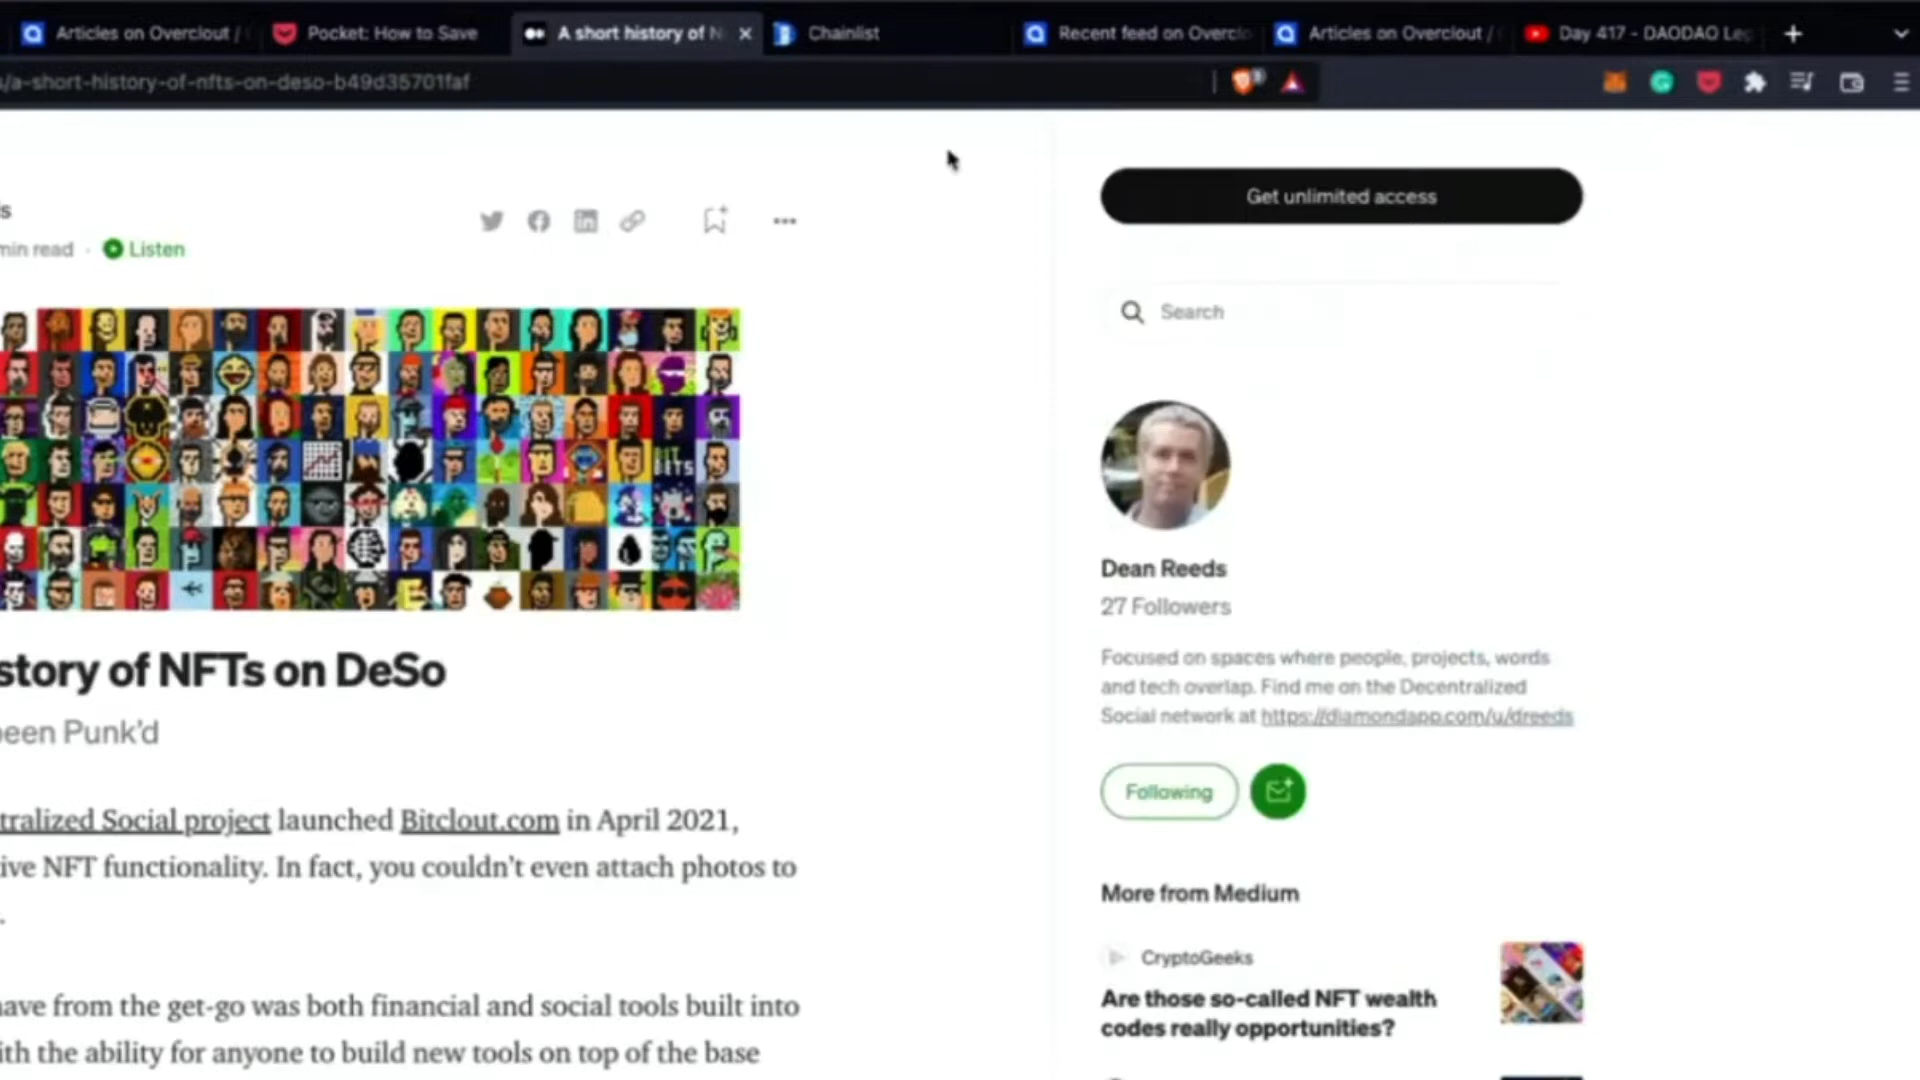 Articles on Overclout /
Pocket: How to Save
A short history of N
Chainlist
Recent feed on Overclo
Articles on Overclout /
Day 417 - DAODAO Leg
/a-short-history-of-nfts-on-deso-b49d35701faf
Get unlimited access
s
min read · Listen
Search
BIT
BITS
Dean Reeds
27 Followers
story of NFTs on DeSo
Focused on spaces where people, projects, words
and tech overlap. Find me on the Decentralized
Social network at https://diamondapp.com/u/dreeds
een Punk'd
Following
tralized Social project launched Bitclout.com in April 2021,
ive NFT functionality. In fact, you couldn't even attach photos to
.
More from Medium
CryptoGeeks
Are those so-called NFT wealth
codes really opportunities?
have from the get-go was both financial and social tools built into
ith the ability for anyone to build new tools on top of the base